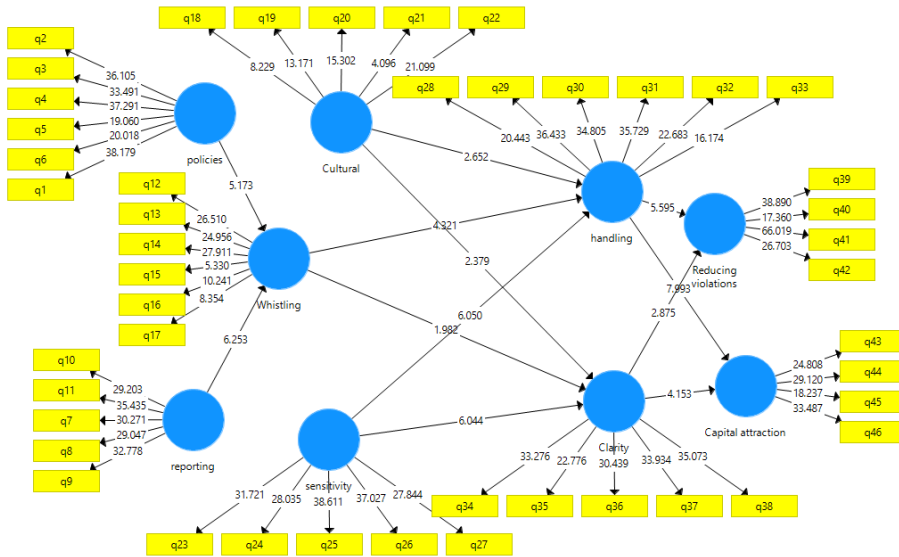 q18
q19
q20
q21
q22
8.229
13.171
15.302
4.096
21.099
Cultural
q2
q3
q4
q5
q6
q1
36.105
33.491
37.291
19.060
20.018
38.179
policies
5.173
q28
q29
q30
q31
q32
q33
20.443
36.433
34.805
35.729
22.683
16.174
handling
2.652
4.321
2.379
5.595
q12
q13
q14
q15
q16
q17
26.510
24.956
27.911
5.330
10.241
8.354
Whistling
6.253
1.982
6.050
7.993
2.875
q39
q40
q41
q42
38.890
17.360
66.019
26.703
Reducing
violations
q10
q11
q7
q8
q9
29.203
35.435
30.271
29.047
32.778
reporting
sensitivity
6.044
31.721
28.035
38.611
37.027
27.844
q23
q24
q25
q26
q27
Clarity
4.153
33.276
22.776
30.439
33.934
35.073
q34
q35
q36
q37
q38
Capital attraction
24.808
29.120
18.237
33.487
q43
q44
q45
q46